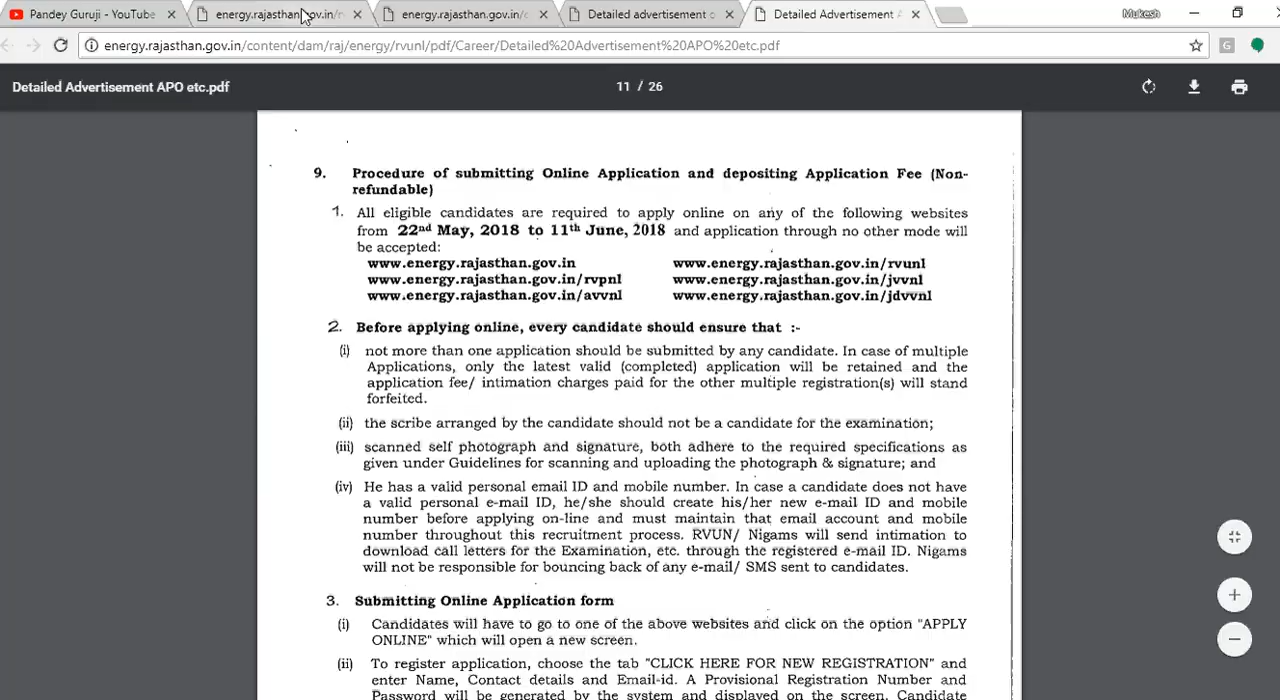 Pandey Guruji - YouTube
energy.rajasthan.gov.in/r
energy.rajasthan.gov.in/c
Detailed advertisement o
Detailed Advertisement A
Mukesh
energy.rajasthan.gov.in/content/dam/raj/energy/rvunl/pdf/Career/Detailed%20Advertisement%20APO%20etc.pdf
G
Detailed Advertisement APO etc.pdf
11 / 26
9. Procedure of submitting Online Application and depositing Application Fee (Non-
refundable)
1. All eligible candidates are required to apply online on any of the following websites
from 22nd May, 2018 to 11th June, 2018 and application through no other mode will
be accepted:
www.energy.rajasthan.gov.in www.energy.rajasthan.gov.in/rvunl
www.energy.rajasthan.gov.in/rvpnl www.energy.rajasthan.gov.in/jvvnl
www.energy.rajasthan.gov.in/avvnl www.energy.rajasthan.gov.in/jdvvnl
2. Before applying online, every candidate should ensure that :-
(i) not more than one application should be submitted by any candidate. In case of multiple
Applications, only the latest valid (completed) application will be retained and the
application fee/ intimation charges paid for the other multiple registration(s) will stand
forfeited.
(ii) the scribe arranged by the candidate should not be a candidate for the examination;
(iii) scanned self photograph and signature, both adhere to the required specifications as
given under Guidelines for scanning and uploading the photograph & signature; and
(iv) He has a valid personal email ID and mobile number. In case a candidate does not have
a valid personal e-mail ID, he/she should create his/her new e-mail ID and mobile
number before applying on-line and must maintain that email account and mobile
number throughout this recruitment process. RVUN/ Nigams will send intimation to
download call letters for the Examination, etc. through the registered e-mail ID. Nigams
will not be responsible for bouncing back of any e-mail/ SMS sent to candidates.
3. Submitting Online Application form
(i) Candidates will have to go to one of the above websites and click on the option "APPLY
ONLINE" which will open a new screen.
(ii) To register application, choose the tab "CLICK HERE FOR NEW REGISTRATION" and
enter Name, Contact details and Email-id. A Provisional Registration Number and
Password will be generated by the system and displayed on the screen. Candidate